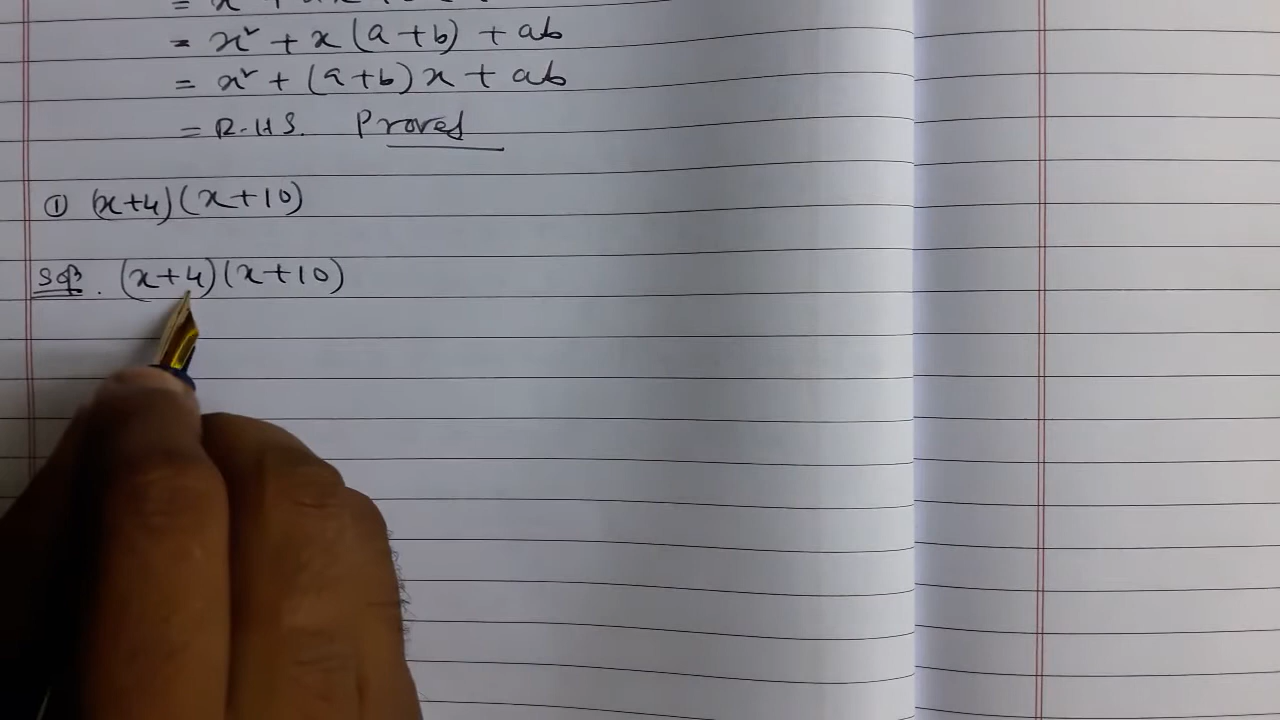 = x² + x(a+b) + ab
= x² + (a+b)x + ab
= R.H.S. Proved
① (x+4)(x+10)
Sol. (x+4)(x+10)